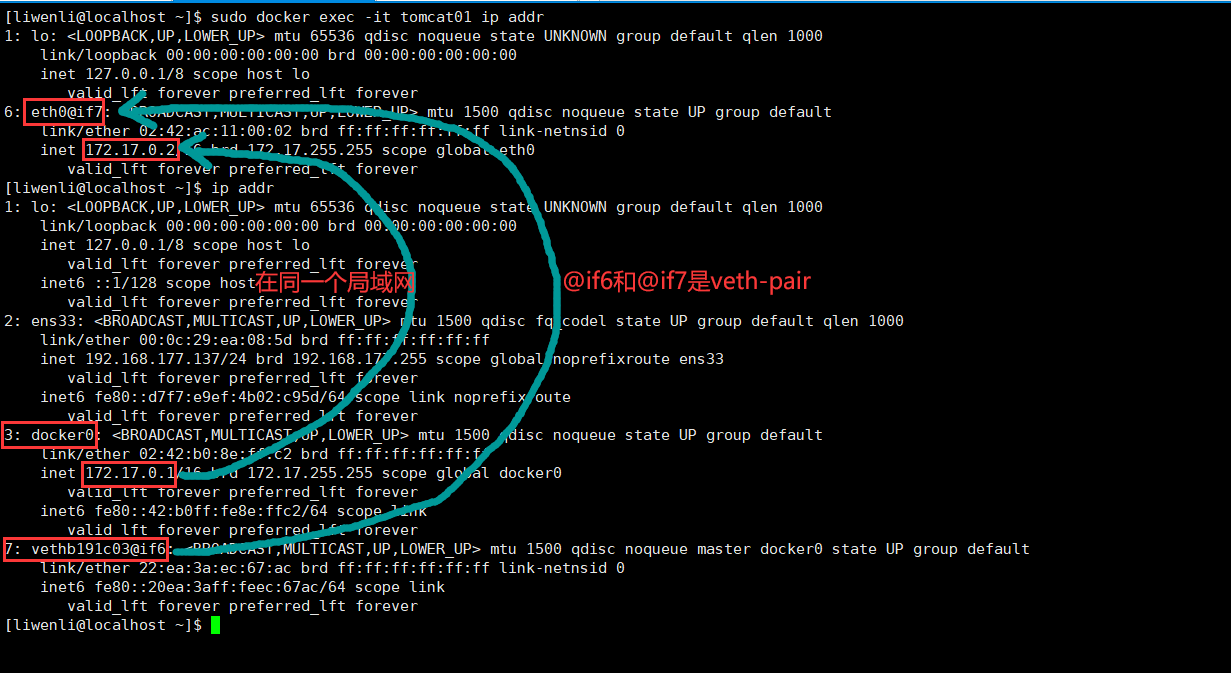 [liwenli@localhost ~]$ sudo docker exec -it tomcat01 ip addr
1: lo: <LOOPBACK,UP,LOWER_UP> mtu 65536 qdisc noqueue state UNKNOWN group default qlen 1000
link/loopback 00:00:00:00:00:00 brd 00:00:00:00:00:00
inet 127.0.0.1/8 scope host lo
valid_lft forever preferred_lft forever
6: eth0@if7: <BROADCAST,MULTICAST,UP,LOWER_UP> mtu 1500 qdisc noqueue state UP group default
link/ether 02:42:ac:11:00:02 brd ff:ff:ff:ff:ff:ff link-netnsid 0
inet 172.17.0.2/16 brd 172.17.255.255 scope global eth0
valid_lft forever preferred_lft forever
[liwenli@localhost ~]$ ip addr
1: lo: <LOOPBACK,UP,LOWER_UP> mtu 65536 qdisc noqueue state UNKNOWN group default qlen 1000
link/loopback 00:00:00:00:00:00 brd 00:00:00:00:00:00
inet 127.0.0.1/8 scope host lo
valid_lft forever preferred_lft forever
inet6 ::1/128 scope host
在同一个局域网
@if6和@if7是veth-pair
valid_lft forever preferred_lft forever
2: ens33: <BROADCAST,MULTICAST,UP,LOWER_UP> mtu 1500 qdisc fq_codel state UP group default qlen 1000
link/ether 00:0c:29:ea:08:5d brd ff:ff:ff:ff:ff:ff
inet 192.168.177.137/24 brd 192.168.177.255 scope global noprefixroute ens33
valid_lft forever preferred_lft forever
inet6 fe80::d7f7:e9ef:4b02:c95d/64 scope link noprefixroute
valid_lft forever preferred_lft forever
3: docker0: <BROADCAST,MULTICAST,UP,LOWER_UP> mtu 1500 qdisc noqueue state UP group default
link/ether 02:42:b0:8e:ff:c2 brd ff:ff:ff:ff:ff:ff
inet 172.17.0.1/16 brd 172.17.255.255 scope global docker0
valid_lft forever preferred_lft forever
inet6 fe80::42:b0ff:fe8e:ffc2/64 scope link
valid_lft forever preferred_lft forever
7: vethb191c03@if6: <BROADCAST,MULTICAST,UP,LOWER_UP> mtu 1500 qdisc noqueue master docker0 state UP group default
link/ether 22:ea:3a:ec:67:ac brd ff:ff:ff:ff:ff:ff link-netnsid 0
inet6 fe80::20ea:3aff:feec:67ac/64 scope link
valid_lft forever preferred_lft forever
[liwenli@localhost ~]$